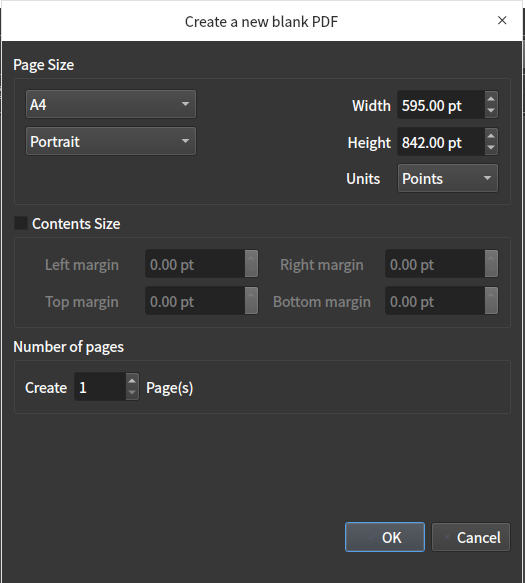 Create a new blank PDF
Page Size
A4 Width 595.00 pt
Portrait Height 842.00 pt
Units Points
Contents Size
Left margin 0.00 pt Right margin 0.00 pt
Top margin 0.00 pt Bottom margin 0.00 pt
Number of pages
Create 1 Page(s)
OK Cancel